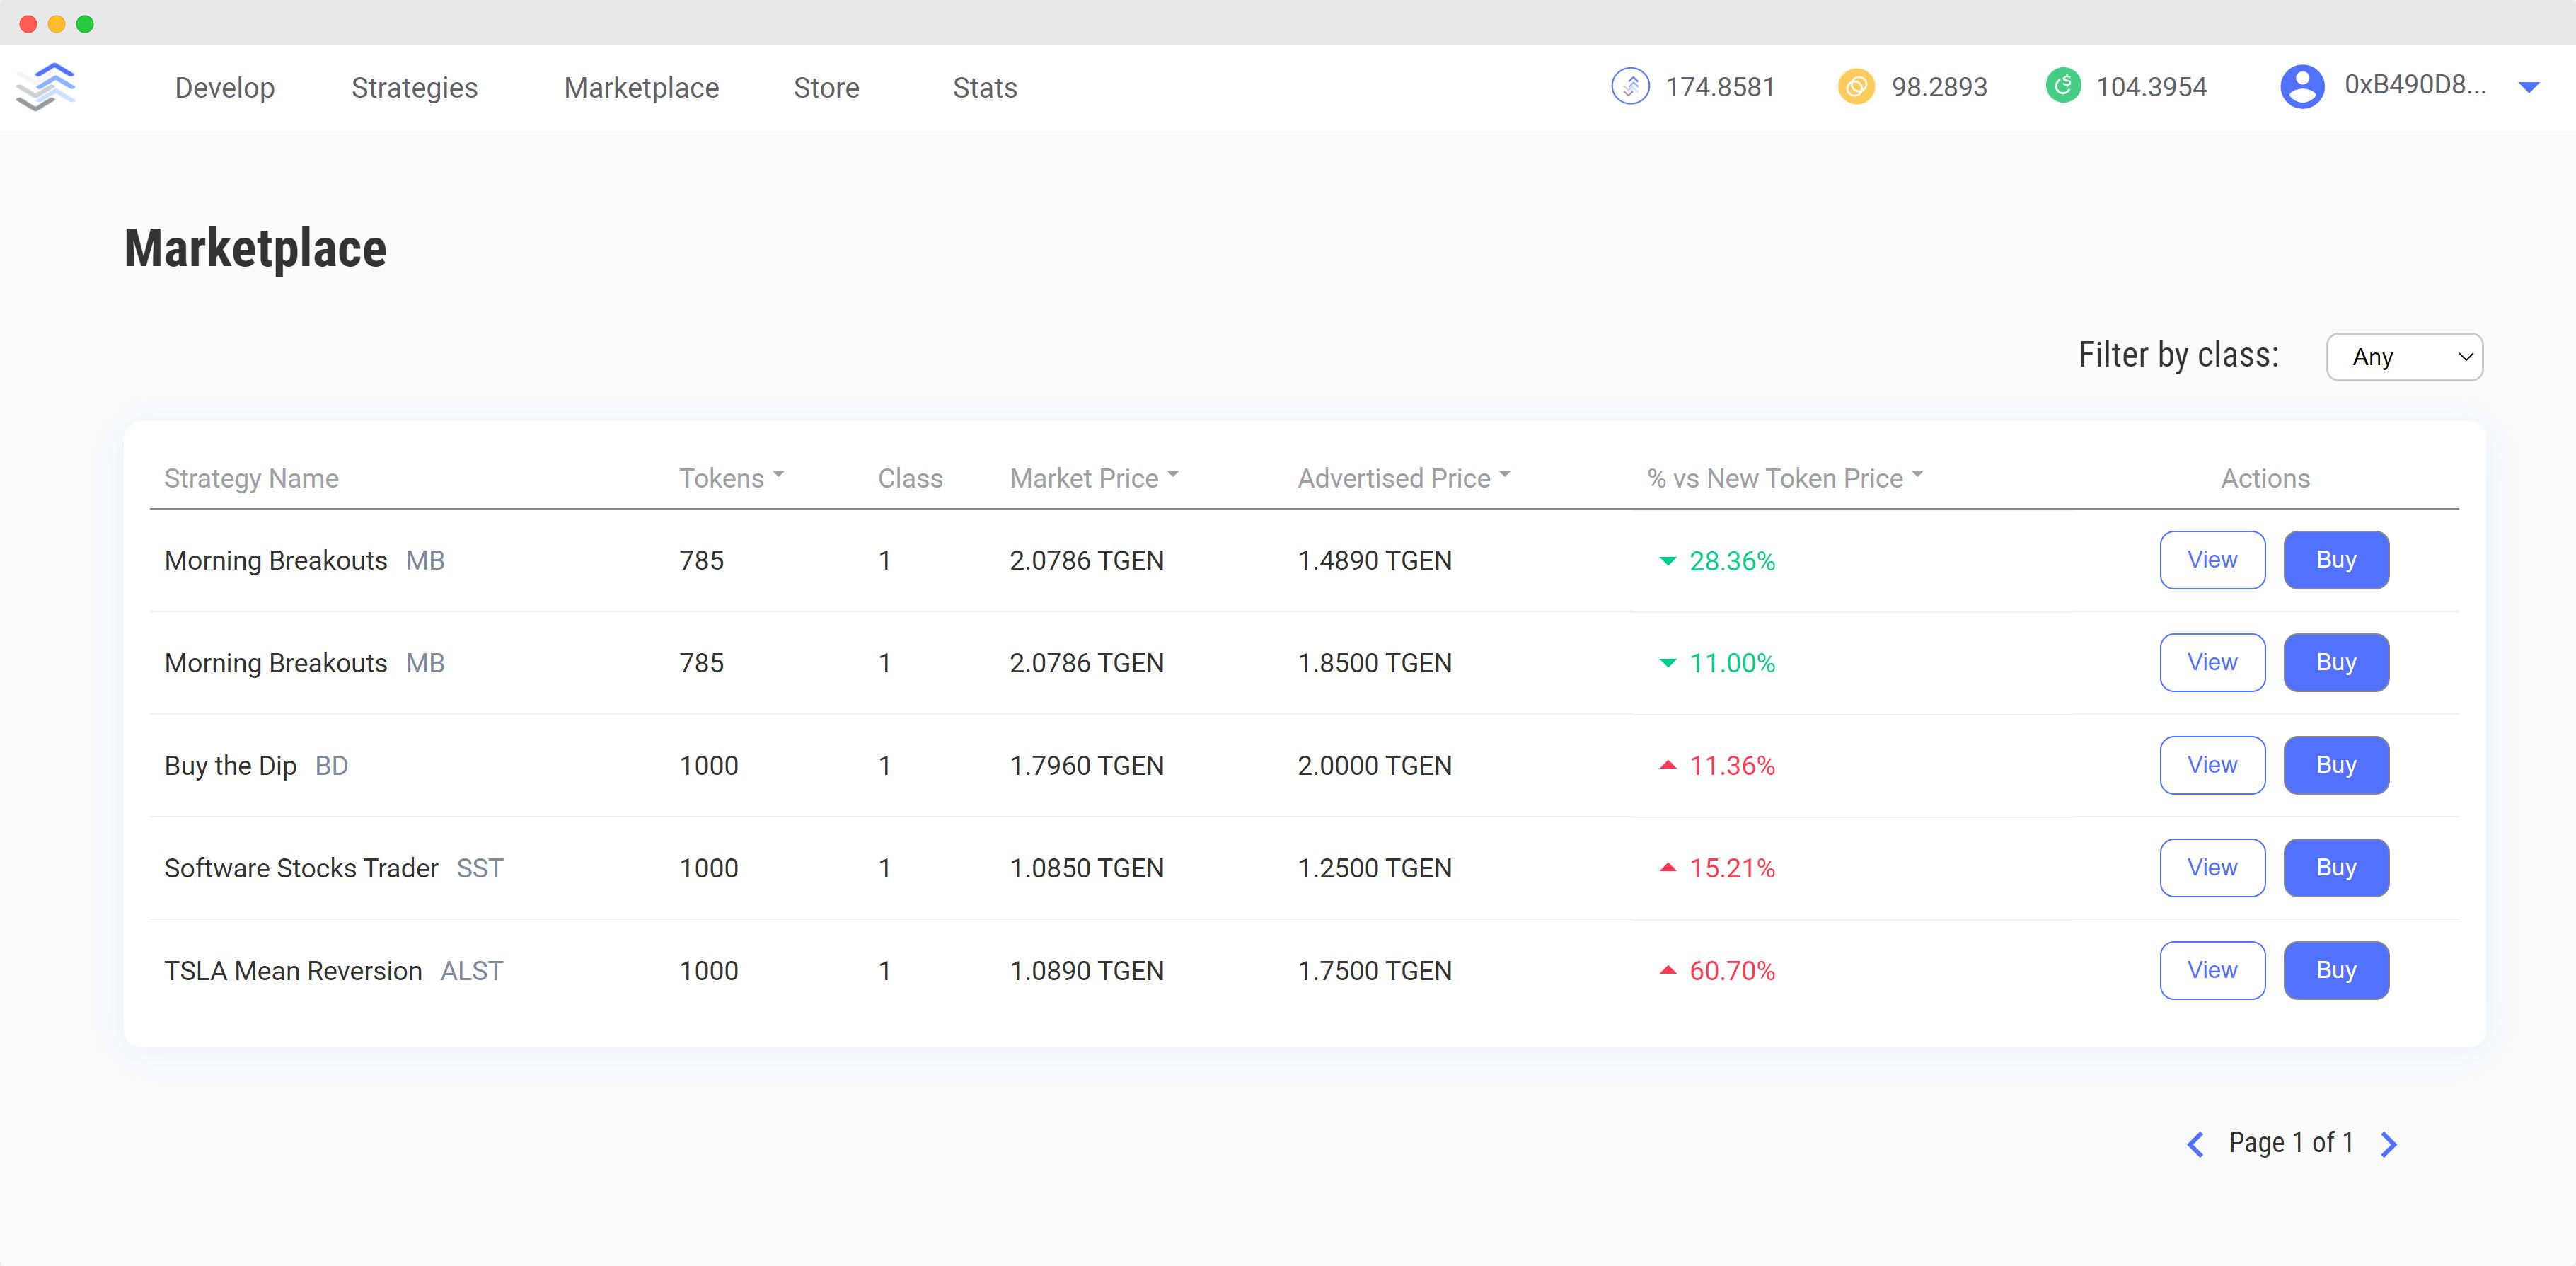 Develop Strategies Marketplace Store Stats 174.8581 98.2893 104.3954 0xB490D8...
Marketplace
Filter by class: Any
Strategy Name Tokens Class Market Price Advertised Price % vs New Token Price Actions
Morning Breakouts MB 785 1 2.0786 TGEN 1.4890 TGEN 28.36% View Buy
Morning Breakouts MB 785 1 2.0786 TGEN 1.8500 TGEN 11.00% View Buy
Buy the Dip BD 1000 1 1.7960 TGEN 2.0000 TGEN 11.36% View Buy
Software Stocks Trader SST 1000 1 1.0850 TGEN 1.2500 TGEN 15.21% View Buy
TSLA Mean Reversion ALST 1000 1 1.0890 TGEN 1.7500 TGEN 60.70% View Buy
Page 1 of 1